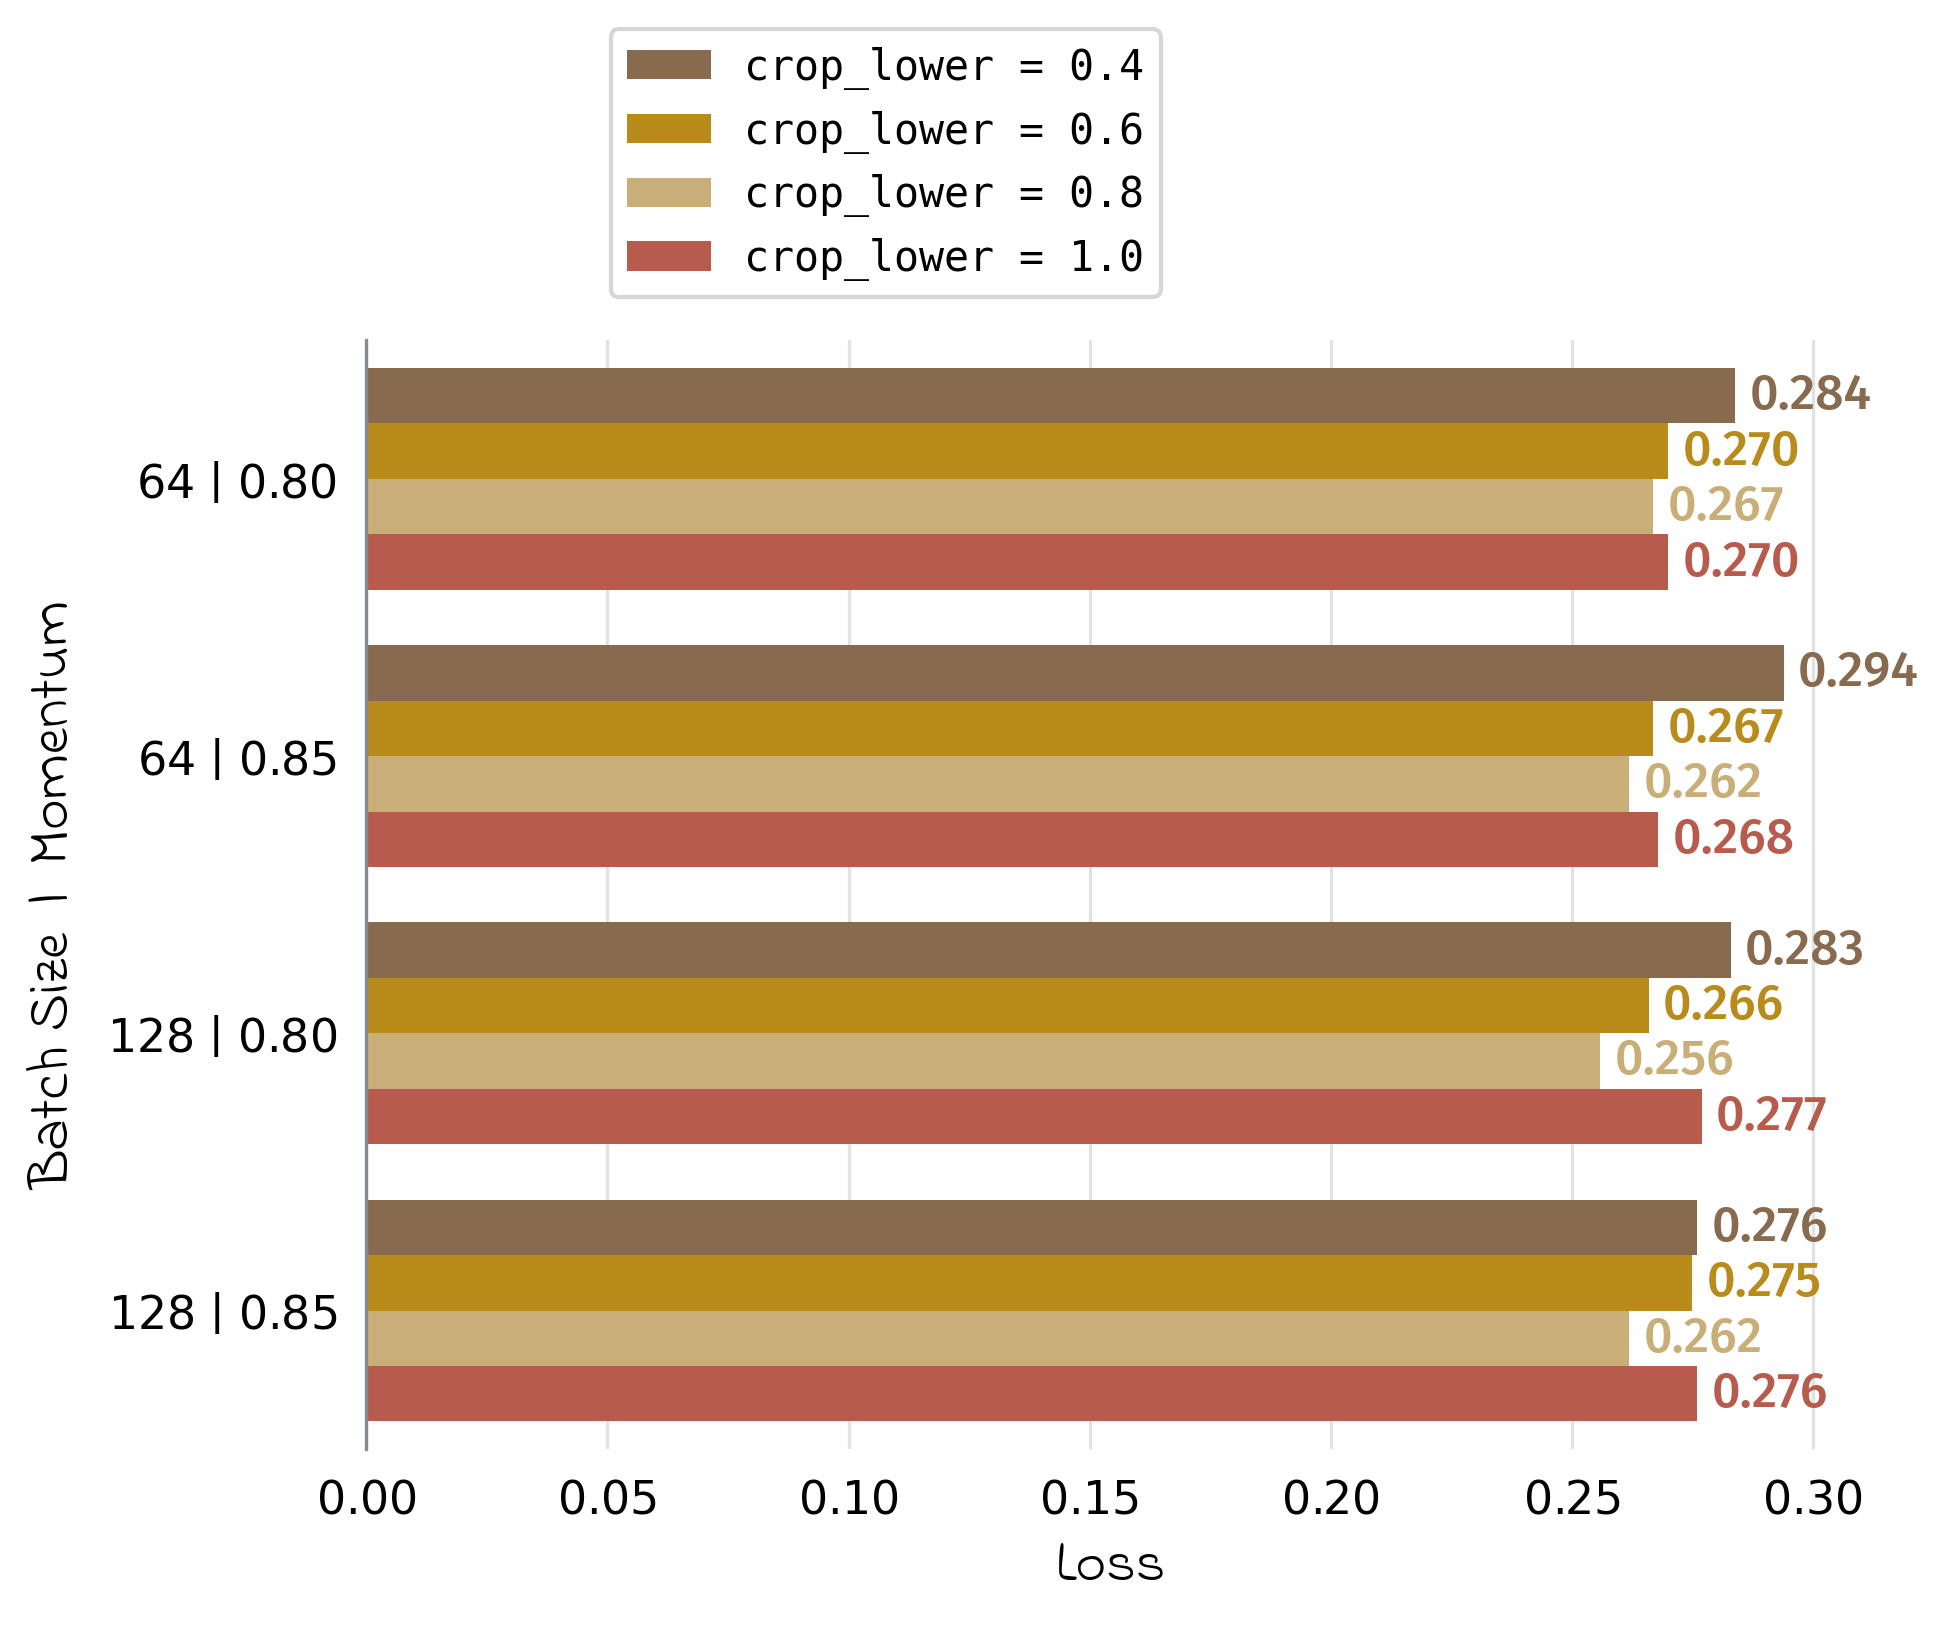 crop_lower = 0.4
crop_lower = 0.6
crop_lower = 0.8
crop_lower = 1.0
Batch Size | Momentum
64 | 0.80
0.284
0.270
0.267
0.270
64 | 0.85
0.294
0.267
0.262
0.268
128 | 0.80
0.283
0.266
0.256
0.277
128 | 0.85
0.276
0.275
0.262
0.276
0.00 0.05 0.10 0.15 0.20 0.25 0.30
Loss